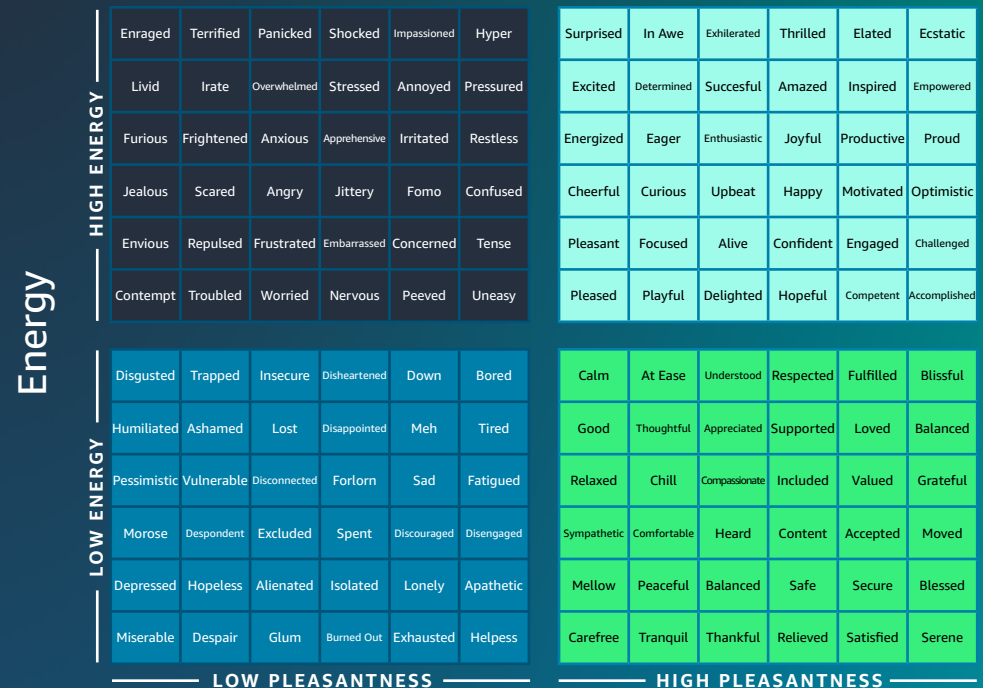 Energy
HIGH ENERGY
Enraged Terrified Panicked Shocked Impassioned Hyper
Livid Irate Overwhelmed Stressed Annoyed Pressured
Furious Frightened Anxious Apprehensive Irritated Restless
Jealous Scared Angry Jittery Fomo Confused
Envious Repulsed Frustrated Embarrassed Concerned Tense
Contempt Troubled Worried Nervous Peeved Uneasy
Surprised In Awe Exhilerated Thrilled Elated Ecstatic
Excited Determined Succesful Amazed Inspired Empowered
Energized Eager Enthusiastic Joyful Productive Proud
Cheerful Curious Upbeat Happy Motivated Optimistic
Pleasant Focused Alive Confident Engaged Challenged
Pleased Playful Delighted Hopeful Competent Accomplished
LOW ENERGY
Disgusted Trapped Insecure Disheartened Down Bored
Humiliated Ashamed Lost Disappointed Meh Tired
Pessimistic Vulnerable Disconnected Forlorn Sad Fatigued
Morose Despondent Excluded Spent Discouraged Disengaged
Depressed Hopeless Alienated Isolated Lonely Apathetic
Miserable Despair Glum Burned Out Exhausted Helpess
Calm At Ease Understood Respected Fulfilled Blissful
Good Thoughtful Appreciated Supported Loved Balanced
Relaxed Chill Compassionate Included Valued Grateful
Sympathetic Comfortable Heard Content Accepted Moved
Mellow Peaceful Balanced Safe Secure Blessed
Carefree Tranquil Thankful Relieved Satisfied Serene
LOW PLEASANTNESS
HIGH PLEASANTNESS